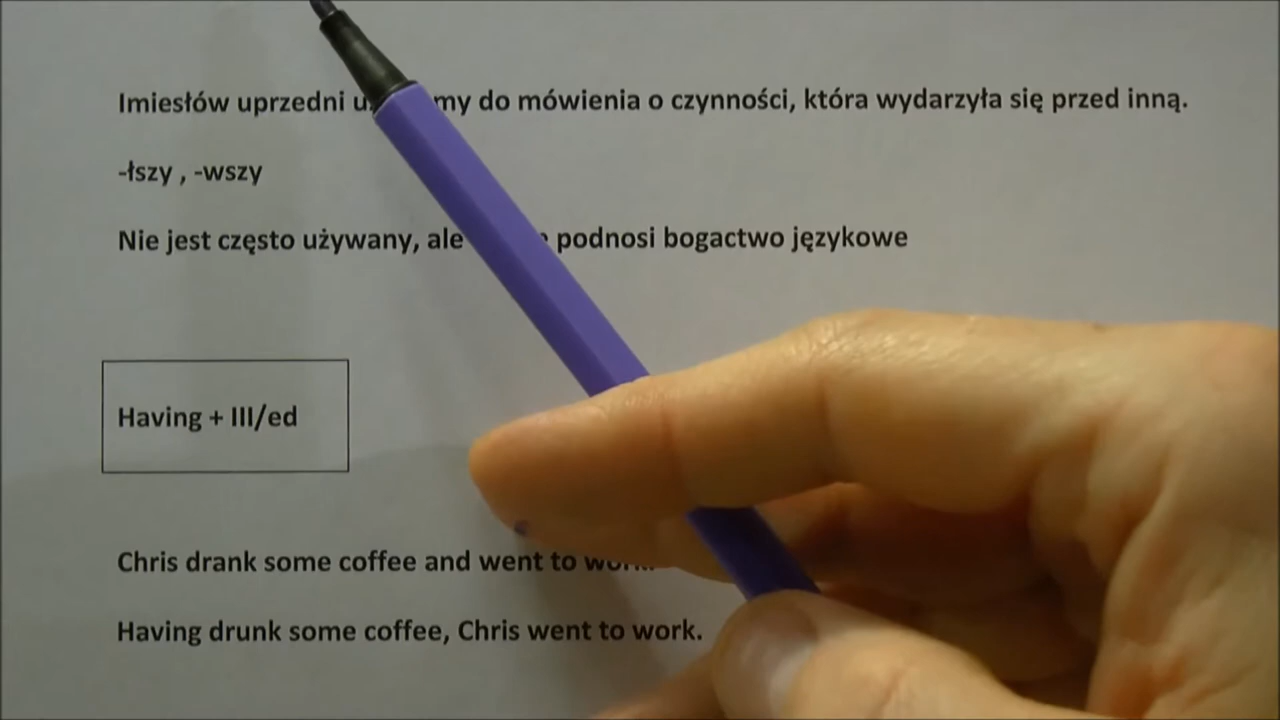 Imiesłów uprzedni do mówienia o czynności, która wydarzyła się przed inną.
-łszy , -wszy
Nie jest często używany, ale podnosi bogactwo językowe
Having + III/ed
Chris drank some coffee and went to
Having drunk some coffee, Chris went to work.